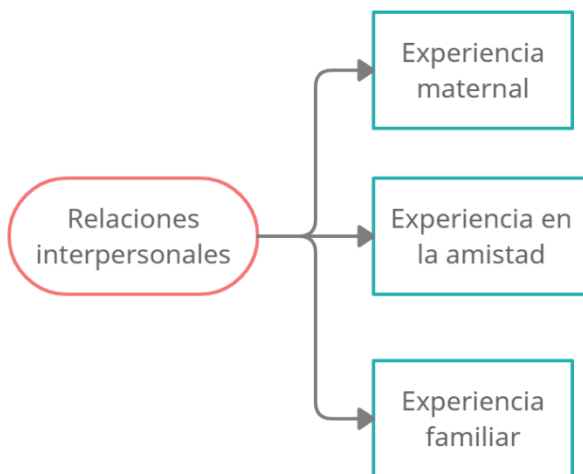 Experiencia
maternal
Relaciones
interpersonales
Experiencia en
la amistad
Experiencia
familiar